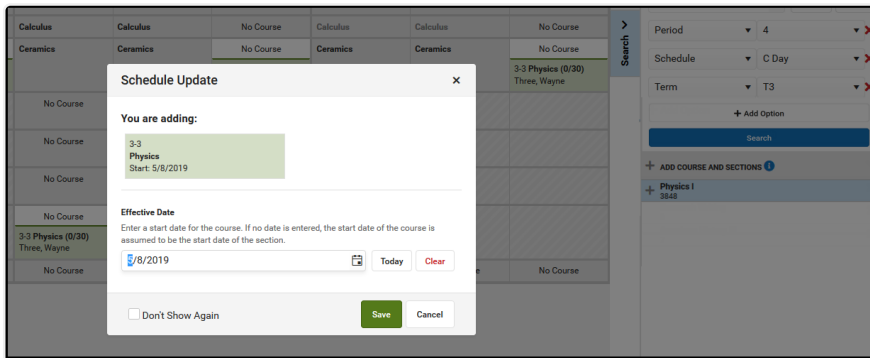 Calculus Calculus No Course Calculus Calculus No Course
Ceramics Ceramics No Course Ceramics Ceramics No Course
3-3 Physics (0/30)
Three, Wayne
No Course
No Course
No Course
No Course
3-3 Physics (0/30)
Three, Wayne
No Course No Course
Schedule Update
You are adding:
3-3
Physics
Start: 5/8/2019
Effective Date
Enter a start date for the course. If no date is entered, the start date of the course is
assumed to be the start date of the section.
5/8/2019 Today Clear
Don't Show Again Save Cancel
Search
Period 4
Schedule C Day
Term T3
+ Add Option
Search
ADD COURSE AND SECTIONS
Physics I
3848